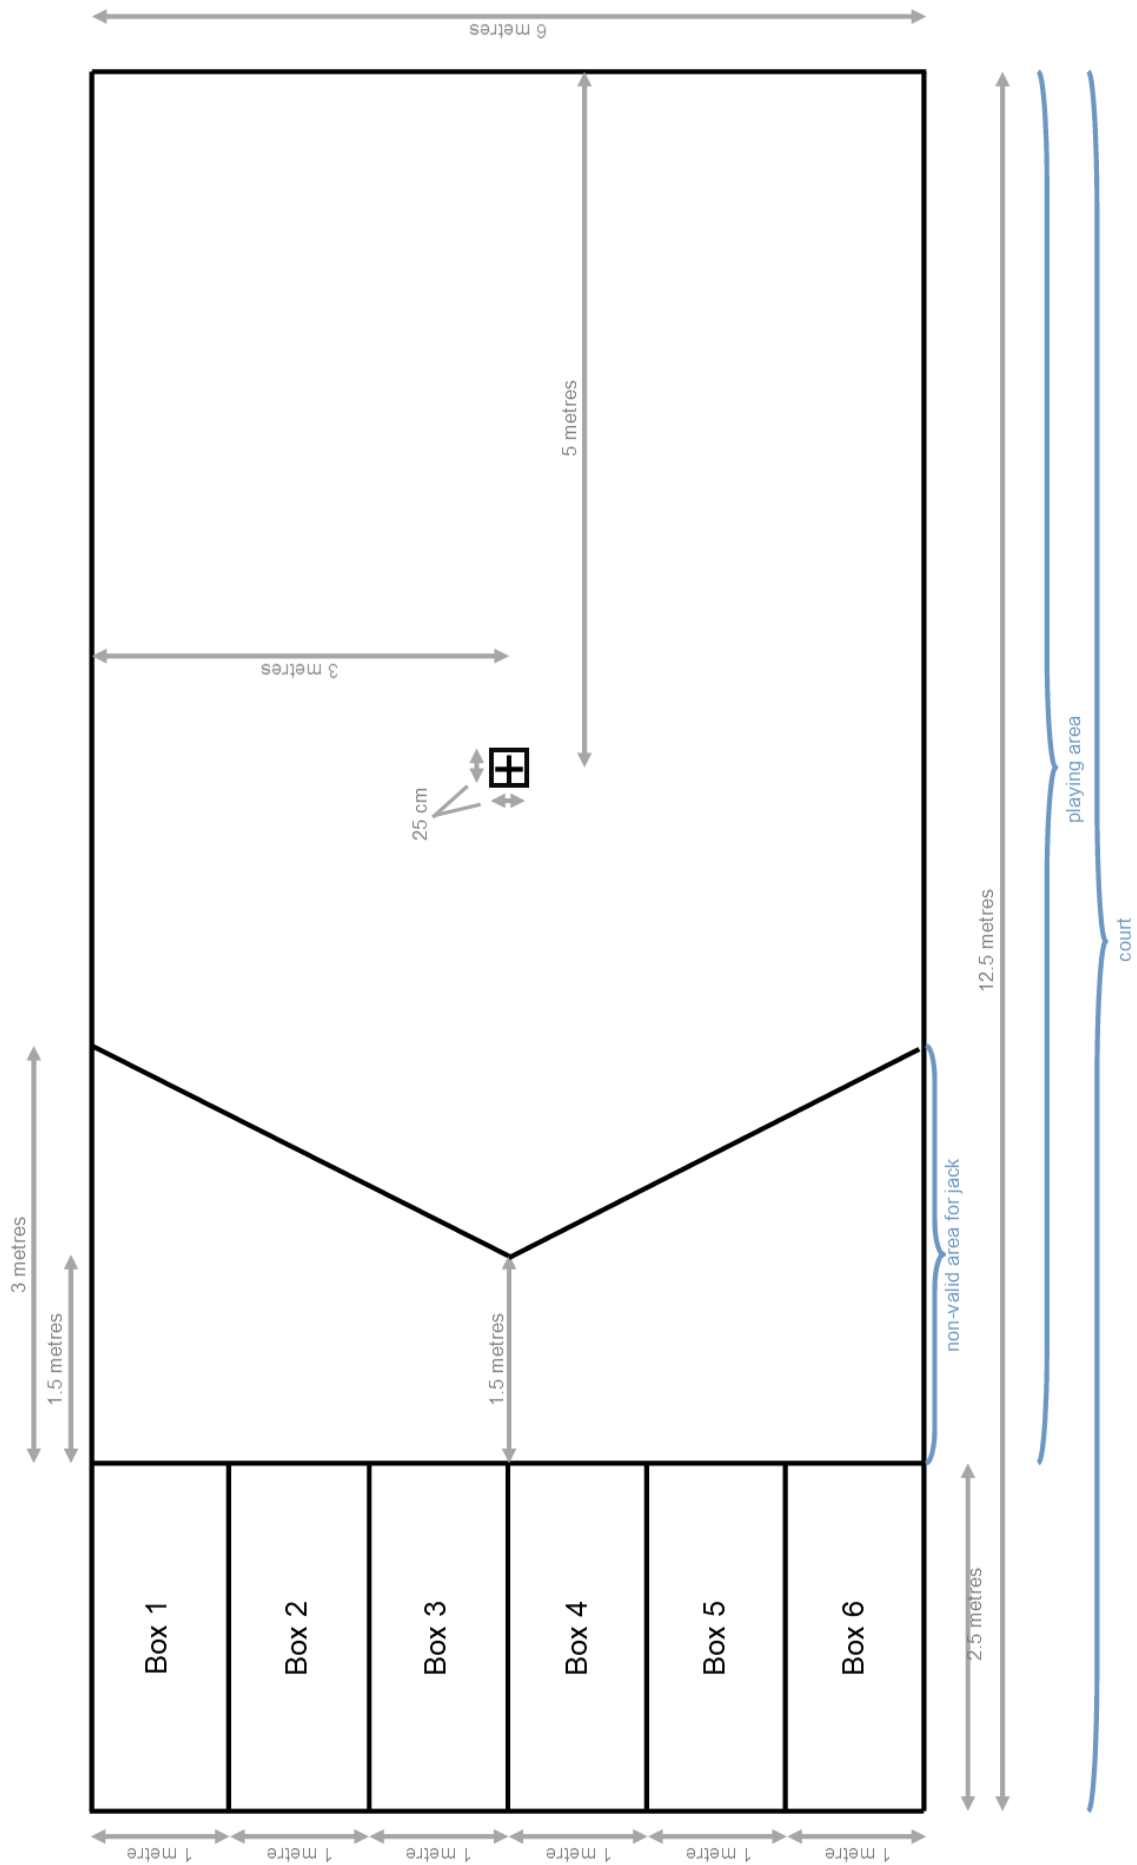 6 metres
5 metres
3 metres
25 cm
playing area
court
12.5 metres
3 metres
1.5 metres
1.5 metres
non-valid area for jack
Box 1
Box 2
Box 3
Box 4
Box 5
Box 6
2.5 metres
1 metre
1 metre
1 metre
1 metre
1 metre
1 metre